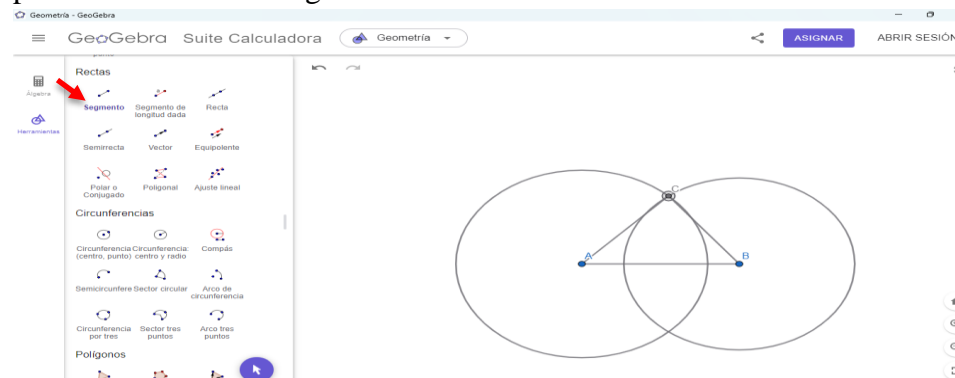 Geometría - GeoGebra
GeoGebra Suite Calculadora
Geometría
ASIGNAR
ABRIR SESIÓN
Álgebra
Herramientas
Rectas
Segmento
Segmento de longitud dada
Recta
Semirrecta
Vector
Equipolente
Polar o Conjugado
Poligonal
Ajuste lineal
Circunferencias
Circunferencia (centro, punto)
Circunferencia: centro y radio
Compás
Semicircunfere
Sector circular
Arco de circunferencia
Circunferencia por tres
Sector tres puntos
Arco tres puntos
Polígonos
C
A
B